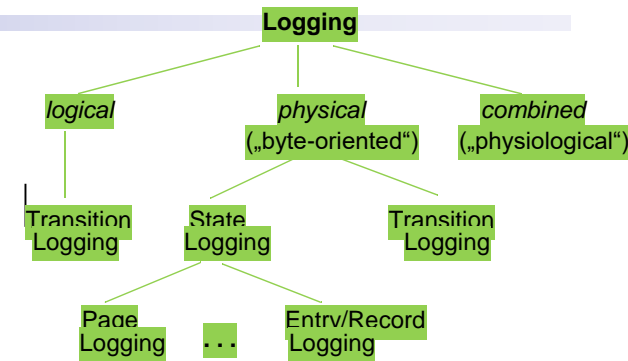 Logging
logical
physical
(„byte-oriented“)
combined
(„physiological“)
Transition
Logging
State
Logging
Transition
Logging
Page
Logging
. . .
Entry/Record
Logging